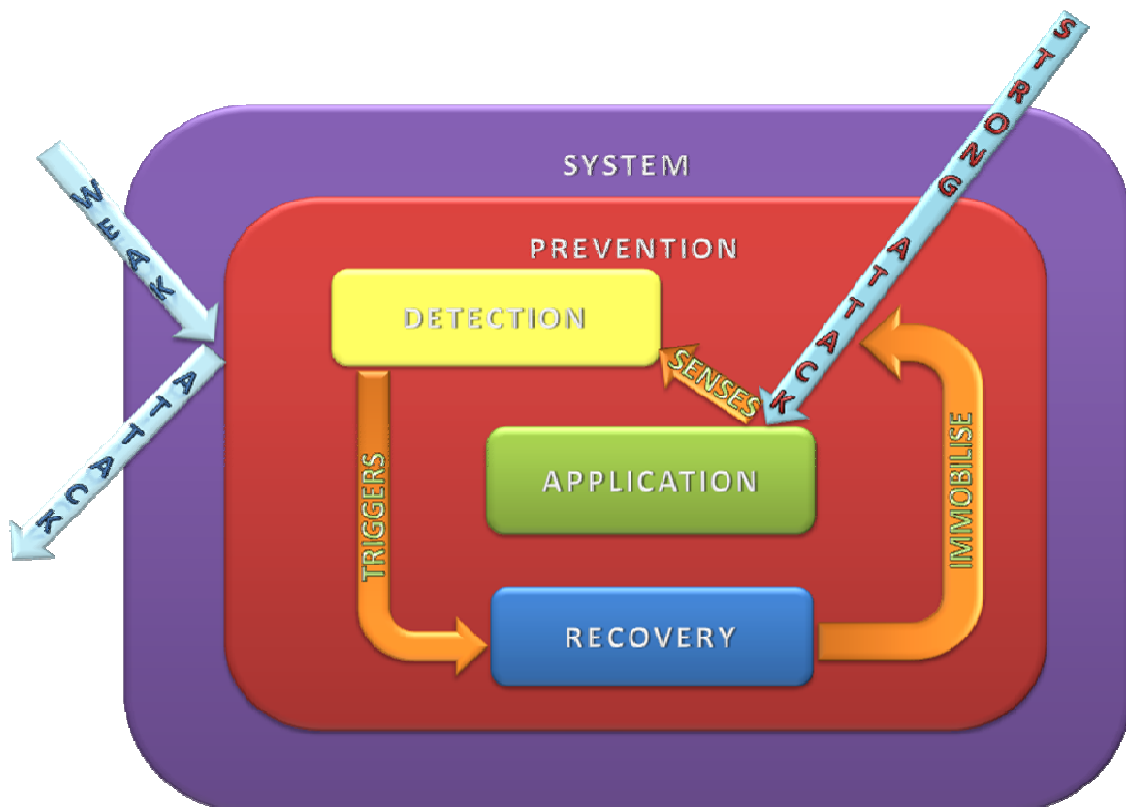 STRONG ATTACK
SYSTEM
WEAK
ATTACK
PREVENTION
DETECTION
SENSES
APPLICATION
TRIGGERS
IMMOBILISE
RECOVERY